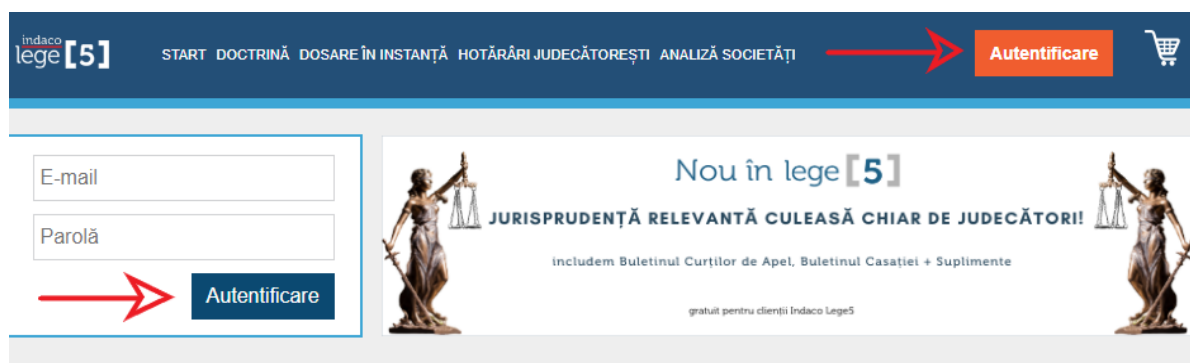 indaco
lege[5]
START DOCTRINĂ DOSARE ÎN INSTANȚĂ HOTĂRÂRI JUDECĂTOREȘTI ANALIZĂ SOCIETĂȚI
Autentificare
E-mail
Parolă
Autentificare
Nou în lege[5]
JURISPRUDENȚĂ RELEVANTĂ CULEASĂ CHIAR DE JUDECĂTORI!
includem Buletinul Curților de Apel, Buletinul Casației + Suplimente
gratuit pentru clienții Indaco Lege5